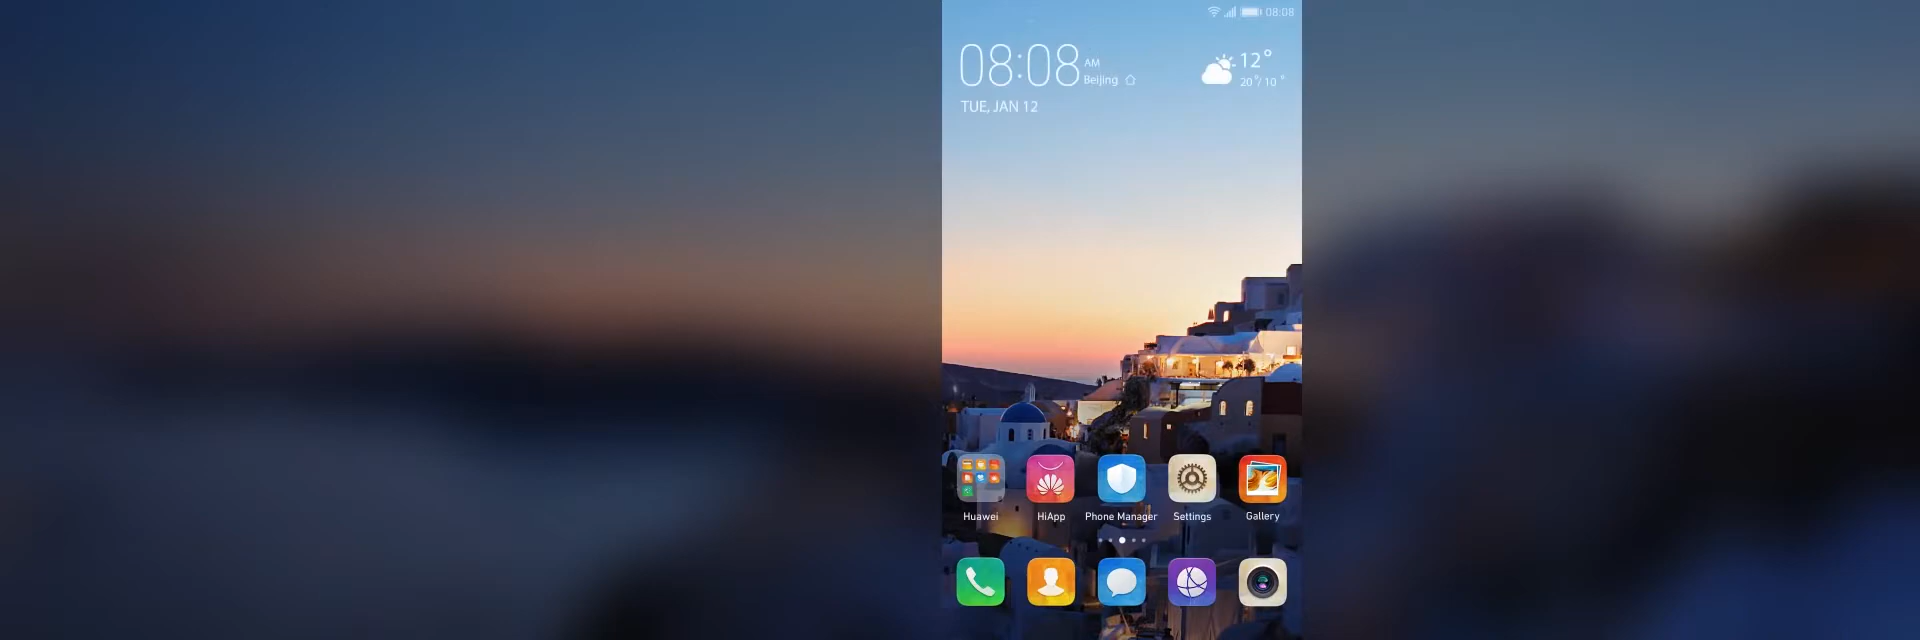 08:08
08:08 AM
Beijing
TUE, JAN 12
12°
20°/ 10 °
Huawei
HiApp
Phone Manager
Settings
Gallery